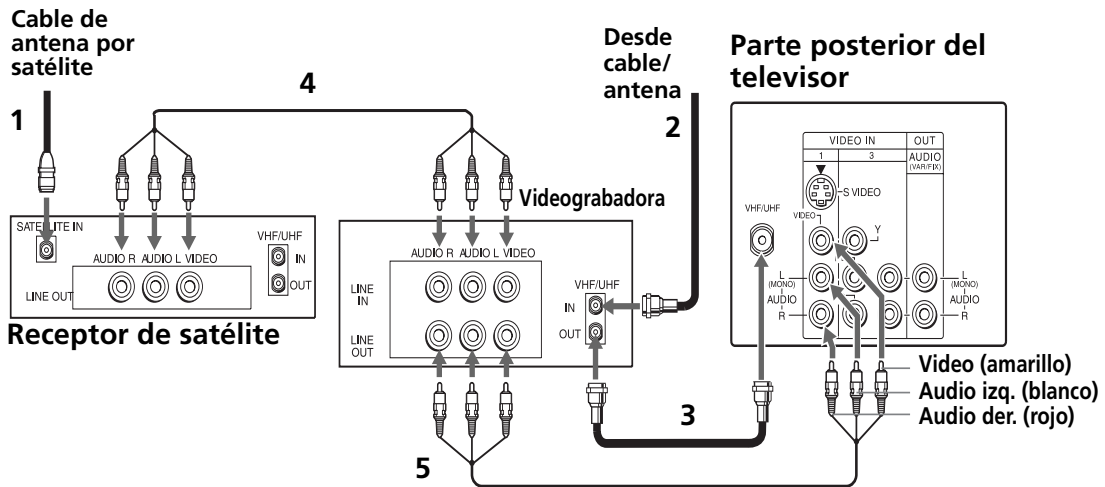 Cable de
antena por
satélite
1
4
Desde
cable/
antena
2
Parte posterior del
televisor
VIDEO IN
OUT
1
3
AUDIO
(VAR/FIX)
S VIDEO
VHF/UHF
VIDEO
Y
L
(MONO)
AUDIO
R
L
(MONO)
AUDIO
R
Videograbadora
SATELLITE IN
VHF/UHF
IN
OUT
AUDIO R AUDIO L VIDEO
LINE OUT
Receptor de satélite
AUDIO R AUDIO L VIDEO
LINE
IN
LINE
OUT
VHF/UHF
IN
OUT
Video (amarillo)
Audio izq. (blanco)
Audio der. (rojo)
3
5